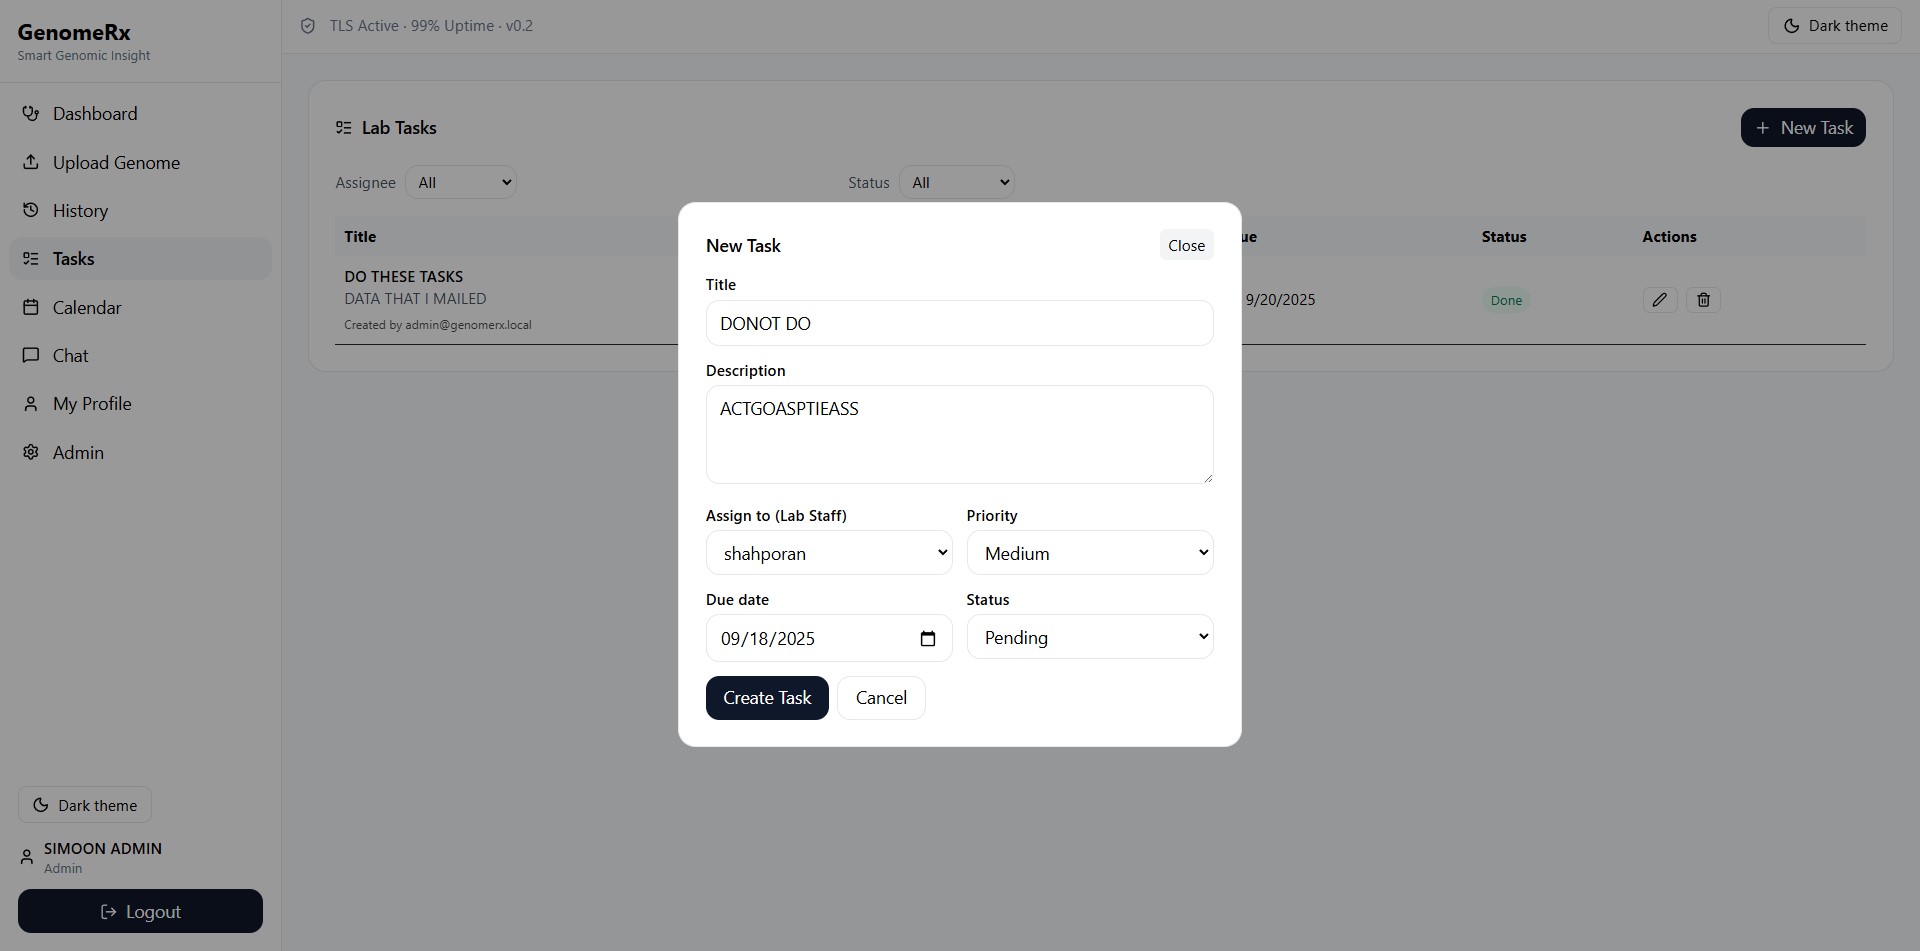 GenomeRx
Smart Genomic Insight
Dashboard
Upload Genome
History
Tasks
Calendar
Chat
My Profile
Admin
Dark theme
SIMOON ADMIN
Admin
Logout
TLS Active · 99% Uptime · v0.2
Dark theme
Lab Tasks
New Task
Assignee All
Status All
Title ue Status Actions
DO THESE TASKS
DATA THAT I MAILED
Created by admin@genomerx.local
9/20/2025 Done
New Task
Close
Title
DONOT DO
Description
ACTGOASPTIEASS
Assign to (Lab Staff) Priority
shahporan Medium
Due date Status
09/18/2025 Pending
Create Task Cancel